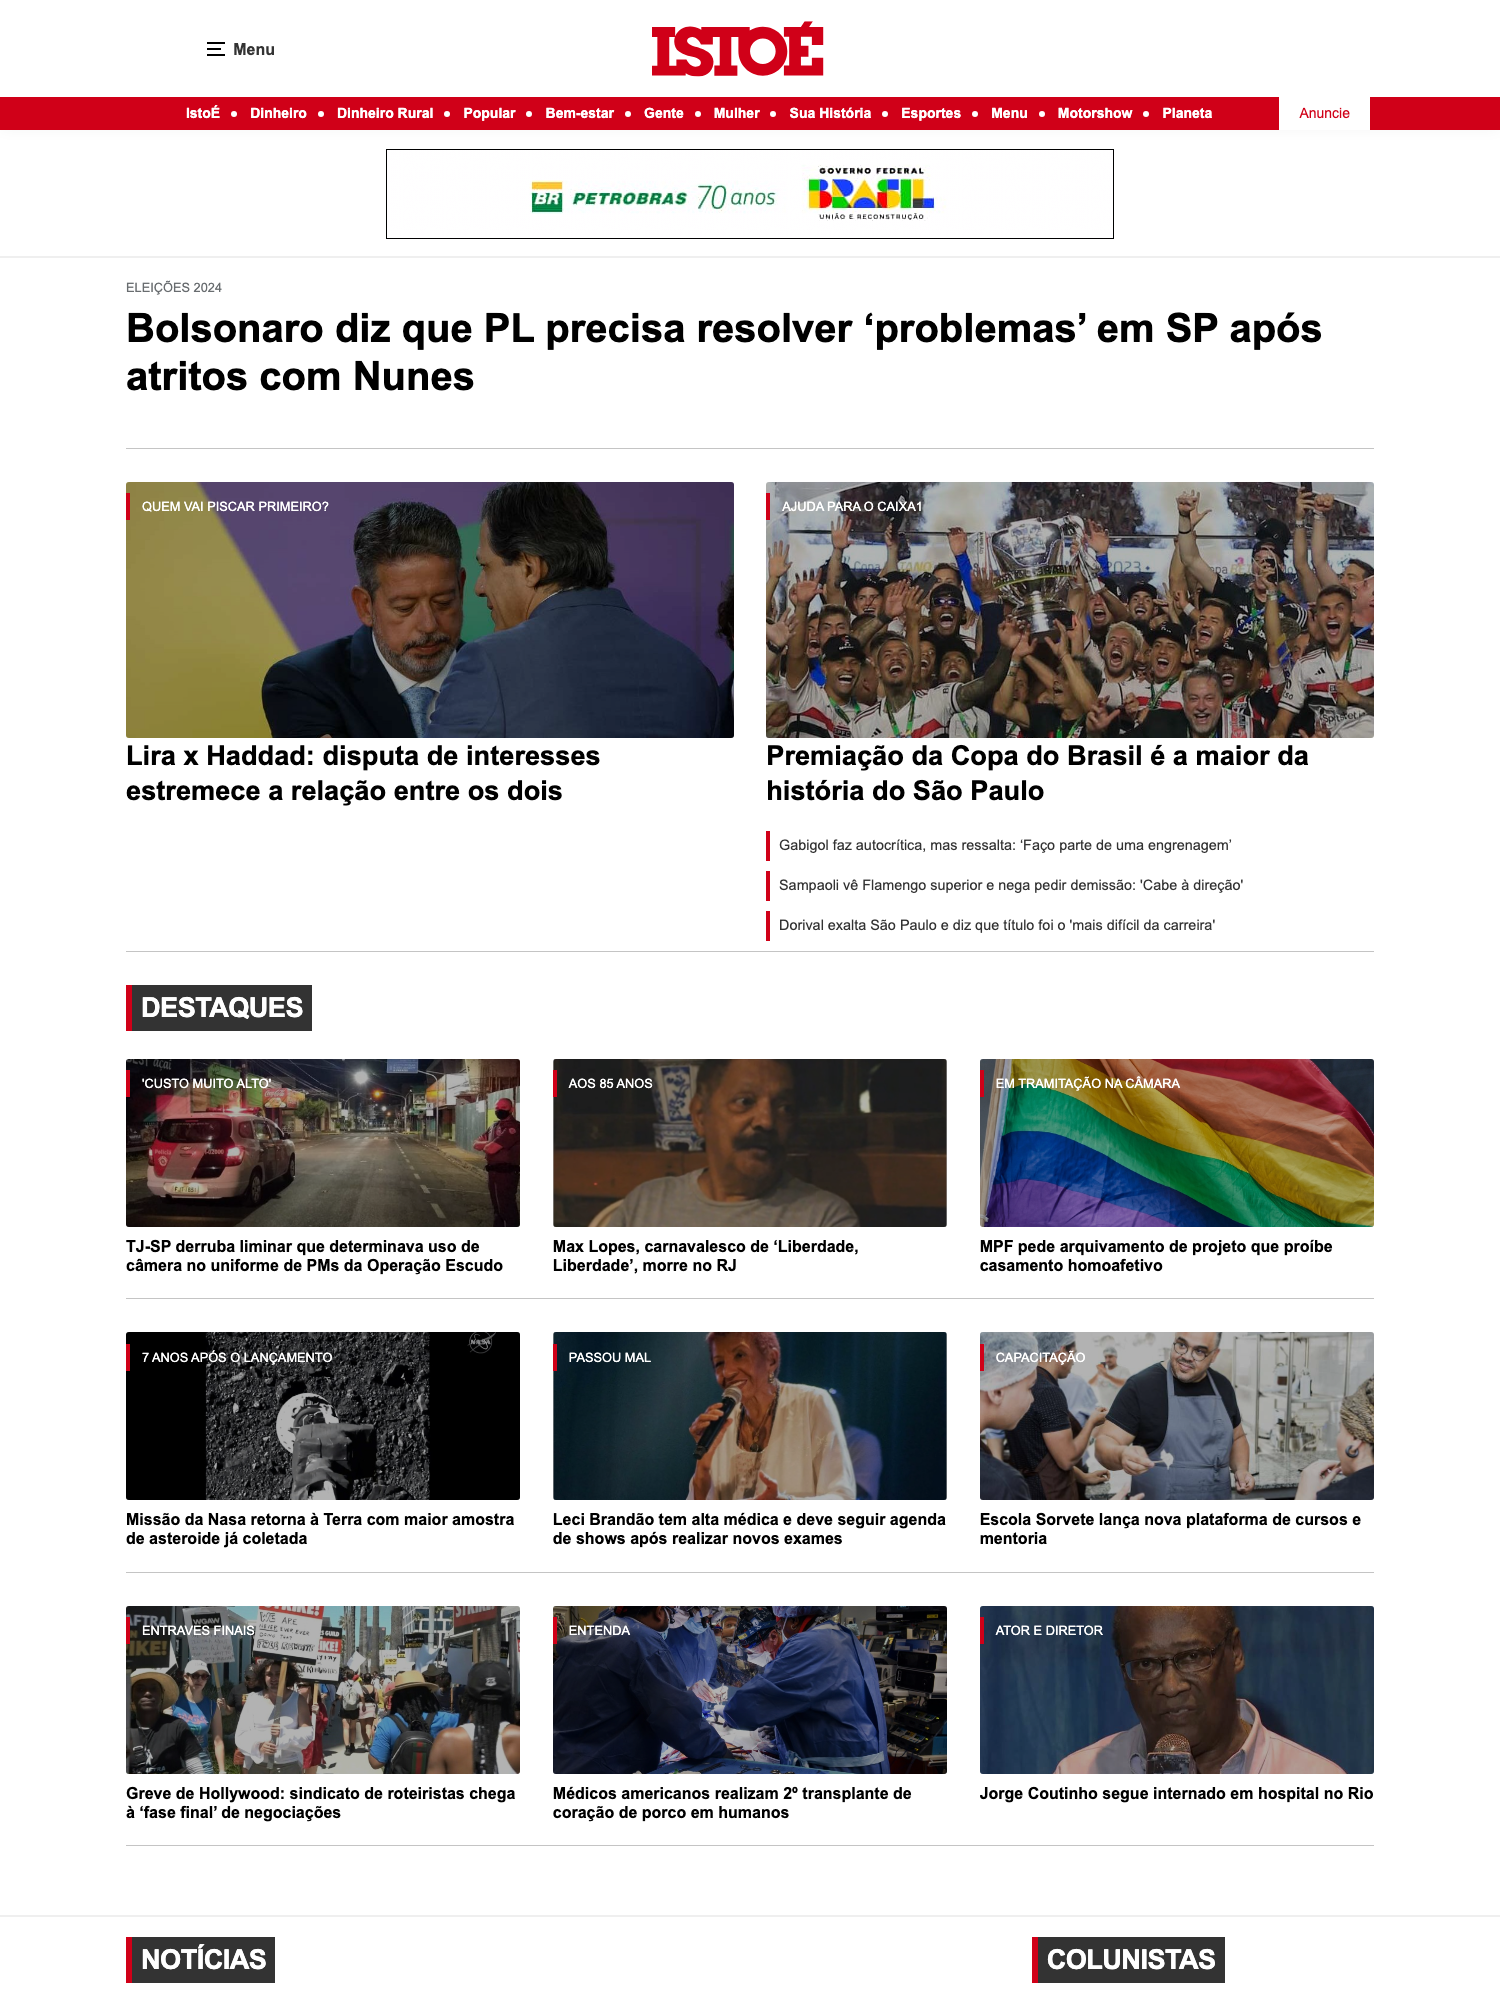 Menu
ISTOÉ
IstoÉ • Dinheiro • Dinheiro Rural • Popular • Bem-estar • Gente • Mulher • Sua História • Esportes • Menu • Motorshow • Planeta
Anuncie
BR PETROBRAS 70 anos
GOVERNO FEDERAL
BRASIL
UNIÃO E RECONSTRUÇÃO
ELEIÇÕES 2024
Bolsonaro diz que PL precisa resolver ‘problemas’ em SP após
atritos com Nunes
QUEM VAI PISCAR PRIMEIRO?
Lira x Haddad: disputa de interesses
estremece a relação entre os dois
AJUDA PARA O CAIXA1
Premiação da Copa do Brasil é a maior da
história do São Paulo
Gabigol faz autocrítica, mas ressalta: ‘Faço parte de uma engrenagem’
Sampaoli vê Flamengo superior e nega pedir demissão: 'Cabe à direção'
Dorival exalta São Paulo e diz que título foi o 'mais difícil da carreira'
DESTAQUES
'CUSTO MUITO ALTO'
TJ-SP derruba liminar que determinava uso de
câmera no uniforme de PMs da Operação Escudo
AOS 85 ANOS
Max Lopes, carnavalesco de ‘Liberdade,
Liberdade’, morre no RJ
EM TRAMITAÇÃO NA CÂMARA
MPF pede arquivamento de projeto que proíbe
casamento homoafetivo
7 ANOS APÓS O LANÇAMENTO
NASA
Missão da Nasa retorna à Terra com maior amostra
de asteroide já coletada
PASSOU MAL
Leci Brandão tem alta médica e deve seguir agenda
de shows após realizar novos exames
CAPACITAÇÃO
Escola Sorvete lança nova plataforma de cursos e
mentoria
ENTRAVES FINAIS
Greve de Hollywood: sindicato de roteiristas chega
à ‘fase final’ de negociações
ENTENDA
Médicos americanos realizam 2º transplante de
coração de porco em humanos
ATOR E DIRETOR
Jorge Coutinho segue internado em hospital no Rio
NOTÍCIAS
COLUNISTAS